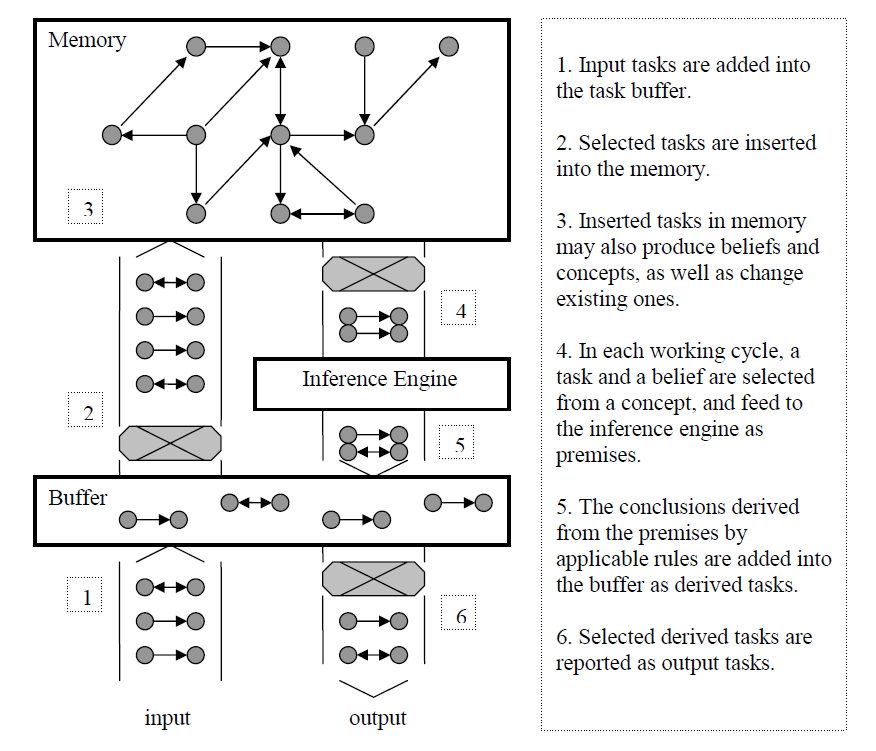 Memory
3
4
Inference Engine
2
5
Buffer
1
6
input
output
1. Input tasks are added into
the task buffer.
2. Selected tasks are inserted
into the memory.
3. Inserted tasks in memory
may also produce beliefs and
concepts, as well as change
existing ones.
4. In each working cycle, a
task and a belief are selected
from a concept, and feed to
the inference engine as
premises.
5. The conclusions derived
from the premises by
applicable rules are added into
the buffer as derived tasks.
6. Selected derived tasks are
reported as output tasks.